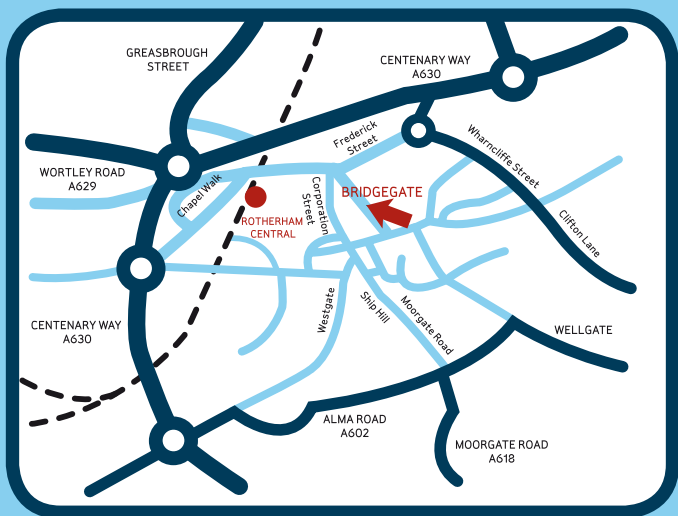 GREASBROUGH
STREET
CENTENARY WAY
A630
Frederick
Street
Wharncliffe Street
WORTLEY ROAD
A629
Chapel Walk
Corporation
Street
BRIDGEGATE
ROTHERHAM
CENTRAL
Clifton Lane
CENTENARY WAY
A630
Westgate
Ship Hill
Moorgate Road
WELLGATE
ALMA ROAD
A602
MOORGATE ROAD
A618